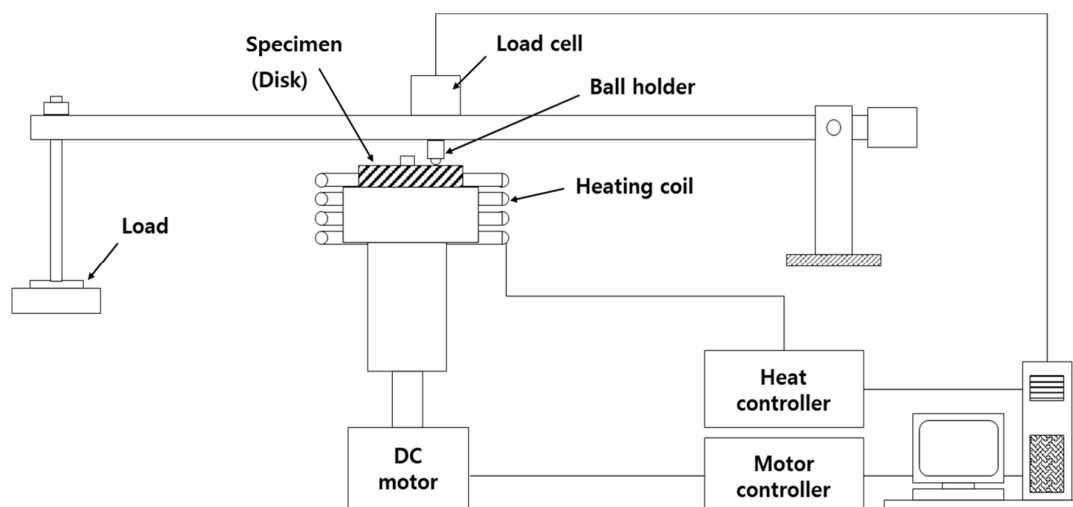 Specimen
(Disk)
Load cell
Ball holder
Heating coil
Load
Heat
controller
DC
motor
Motor
controller